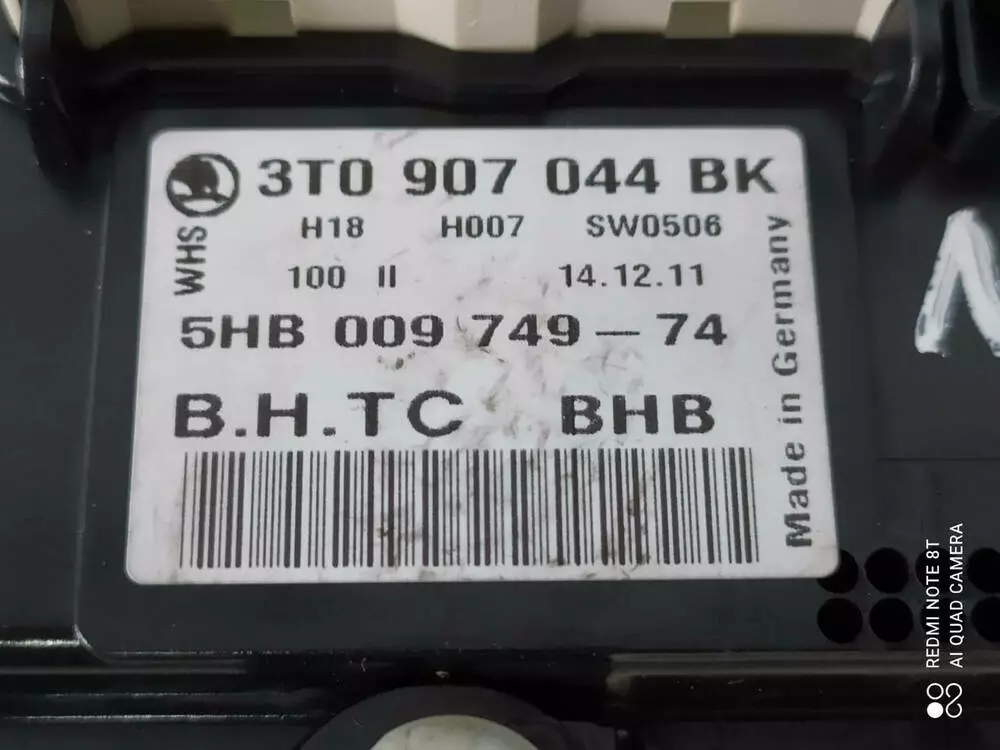 3T0 907 044 BK
H18 H007 SW0506
WHS
100 II 14.12.11
5HB 009 749-74
B.H.TC BHB
Made in Germany
REDMI NOTE 8T
AI QUAD CAMERA